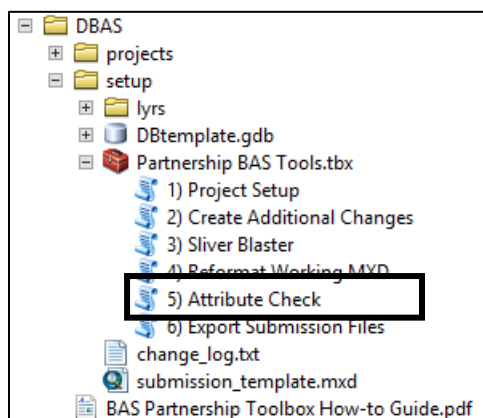 DBAS
projects
setup
lyrs
DBtemplate.gdb
Partnership BAS Tools.tbx
1) Project Setup
2) Create Additional Changes
3) Sliver Blaster
4) Reformat Working MXD
5) Attribute Check
6) Export Submission Files
change_log.txt
submission_template.mxd
BAS Partnership Toolbox How-to Guide.pdf